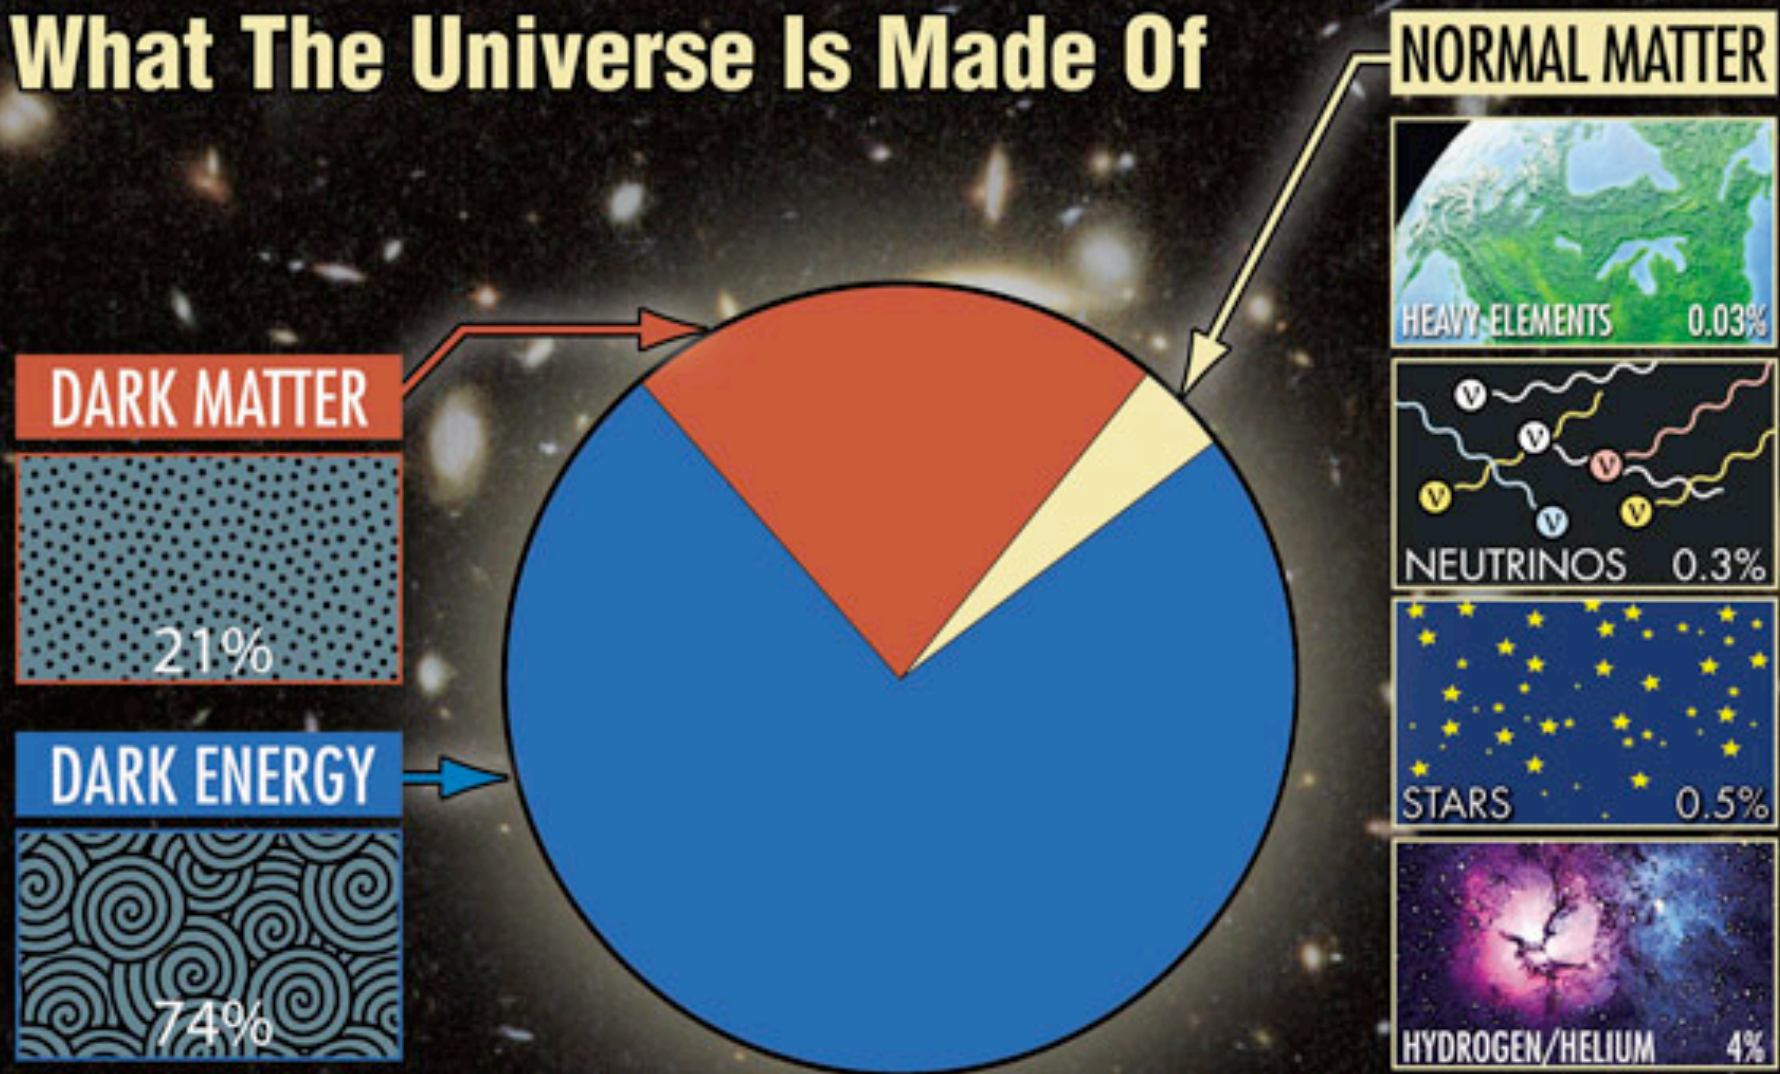 What The Universe Is Made Of
NORMAL MATTER
HEAVY ELEMENTS 0.03%
DARK MATTER
21%
V
V
V
V
V
V
NEUTRINOS 0.3%
STARS 0.5%
DARK ENERGY
74%
HYDROGEN/HELIUM 4%